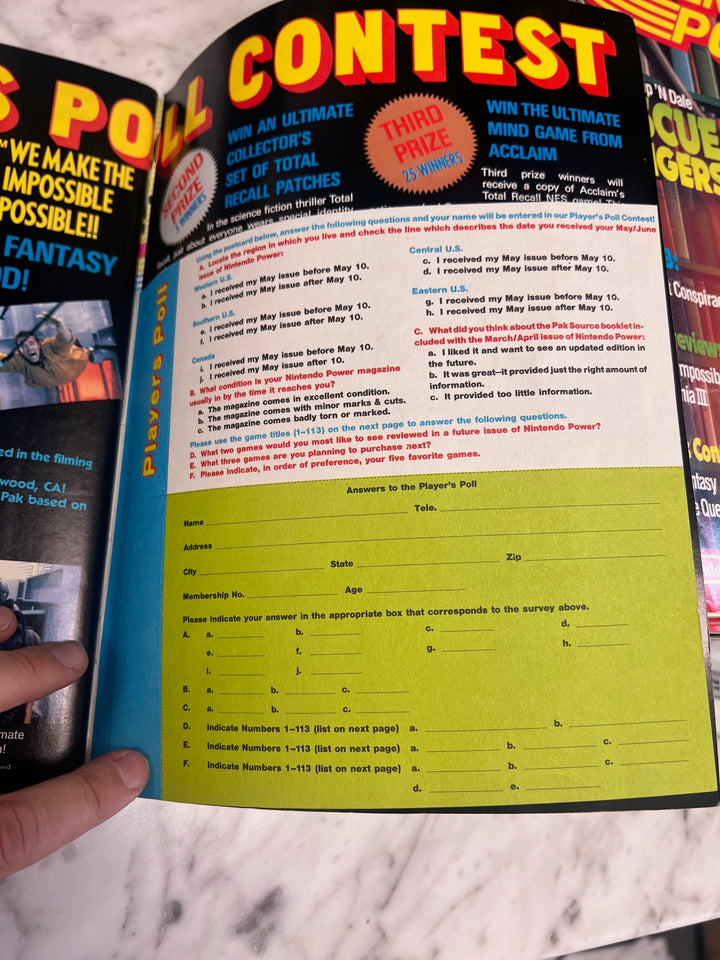 S PO
™WE MAKE THE
IMPOSSIBLE
POSSIBLE!!
FANTASY
OD!
ed in the filming
wood, CA!
Pak based on
mate
n!
LL CONTEST
SECOND
PRIZE
5 WINNERS
WIN AN ULTIMATE
COLLECTOR'S
SET OF TOTAL
RECALL PATCHES
In the science fiction thriller Total
THIRD
PRIZE
25 WINNERS
WIN THE ULTIMATE
MIND GAME FROM
ACCLAIM
Third prize winners will
receive a copy of Acclaim's
Total Recall NES game! The
Players Poll
Using the postcard below, answer the following questions and your name will be entered in our Player's Poll Contest!
A. Locate the region in which you live and check the line which describes the date you received your May/June
issue of Nintendo Power:
Western U.S.
a. I received my May issue before May 10.
b. I received my May issue after May 10.
Southern U.S.
e. I received my May issue before May 10.
f. I received my May issue after May 10.
Canada
i. I received my May issue before May 10.
j. I received my May issue after 10.
B. What condition is your Nintendo Power magazine
usually in by the time it reaches you?
a. The magazine comes in excellent condition.
b. The magazine comes with minor marks & cuts.
c. The magazine comes badly torn or marked.
Central U.S.
c. I received my May issue before May 10.
d. I received my May issue after May 10.
Eastern U.S.
g. I received my May issue before May 10.
h. I received my May issue after May 10.
C. What did you think about the Pak Source booklet in-
cluded with the March/April issue of Nintendo Power:
a. I liked it and want to see an updated edition in
the future.
b. It was great—it provided just the right amount of
information.
c. It provided too little information.
Please use the game titles (1–113) on the next page to answer the following questions.
D. What two games would you most like to see reviewed in a future issue of Nintendo Power?
E. What three games are you planning to purchase next?
F. Please indicate, in order of preference, your five favorite games.
Answers to the Player's Poll
Name Tele.
Address
City State Zip
Membership No. Age
Please indicate your answer in the appropriate box that corresponds to the survey above.
A. a. b. c. d.
e. f. g. h.
i. j.
B. a. b. c.
C. a. b. c.
D. Indicate Numbers 1–113 (list on next page) a. b.
E. Indicate Numbers 1–113 (list on next page) a. b. c.
F. Indicate Numbers 1–113 (list on next page) a. b. c.
d. e.
p 'N Dale
CUE
GERS
Conspira
eview
mpossib
nia III
Con
ntasy
e Que